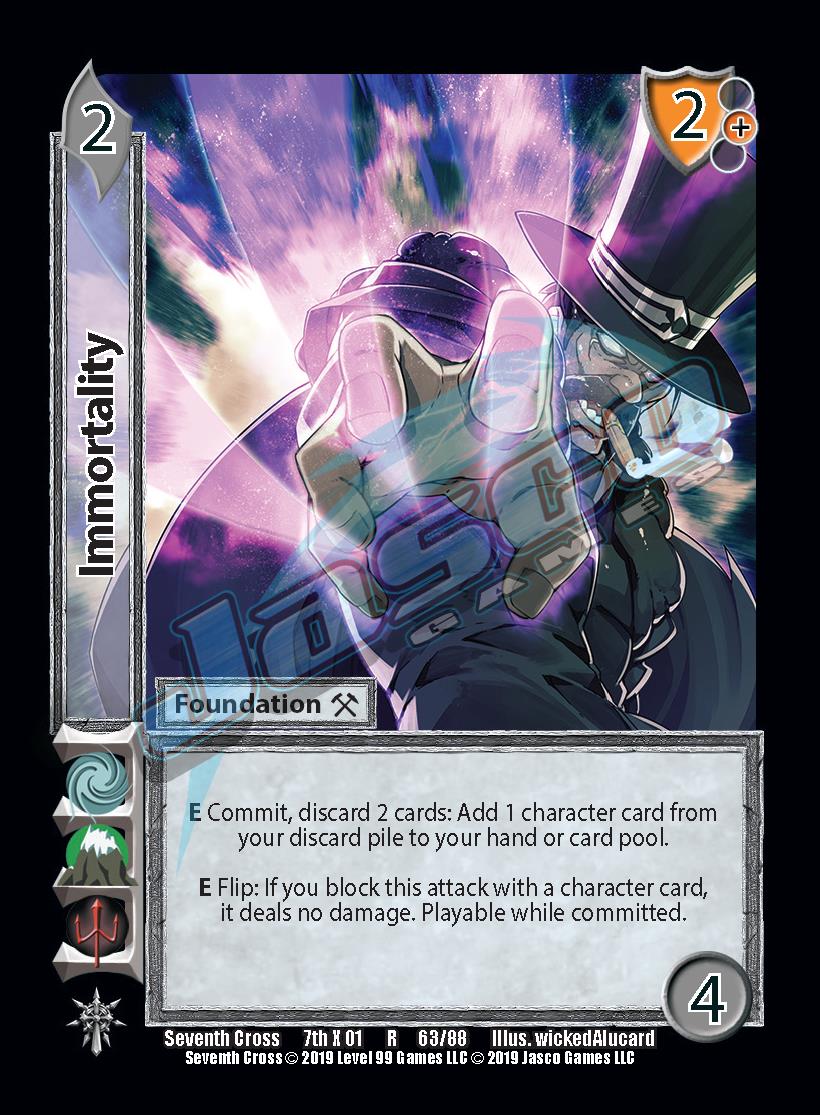 2
2
+
Immortality
JASCO
GAMES
Foundation
E Commit, discard 2 cards: Add 1 character card from
your discard pile to your hand or card pool.
E Flip: If you block this attack with a character card,
it deals no damage. Playable while committed.
4
Seventh Cross 7th X 01 R 63/88 Illus. wickedAlucard
Seventh Cross © 2019 Level 99 Games LLC © 2019 Jasco Games LLC